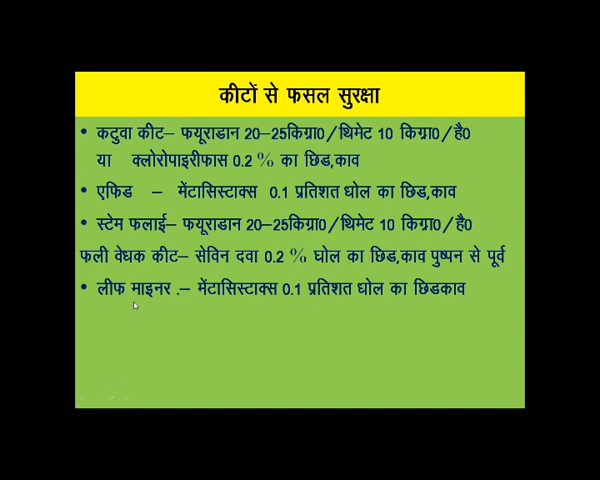 कीटों से फसल सुरक्षा
• कटुवा कीट– फयूराडान 20–25किग्रा0/थिमेट 10 किग्रा0/है0
या क्लोरोपाइरीफास 0.2 % का छिड,काव
• एफिड – मेंटासिस्टाक्स 0.1 प्रतिशत घोल का छिड,काव
• स्टेम फलाई– फयूराडान 20–25किग्रा0/थिमेट 10 किग्रा0/है0
फली वेधक कीट– सेविन दवा 0.2 % घोल का छिड,काव पुष्पन से पूर्व
• लीफ माइनर .– मेंटासिस्टाक्स 0.1 प्रतिशत घोल का छिडकाव